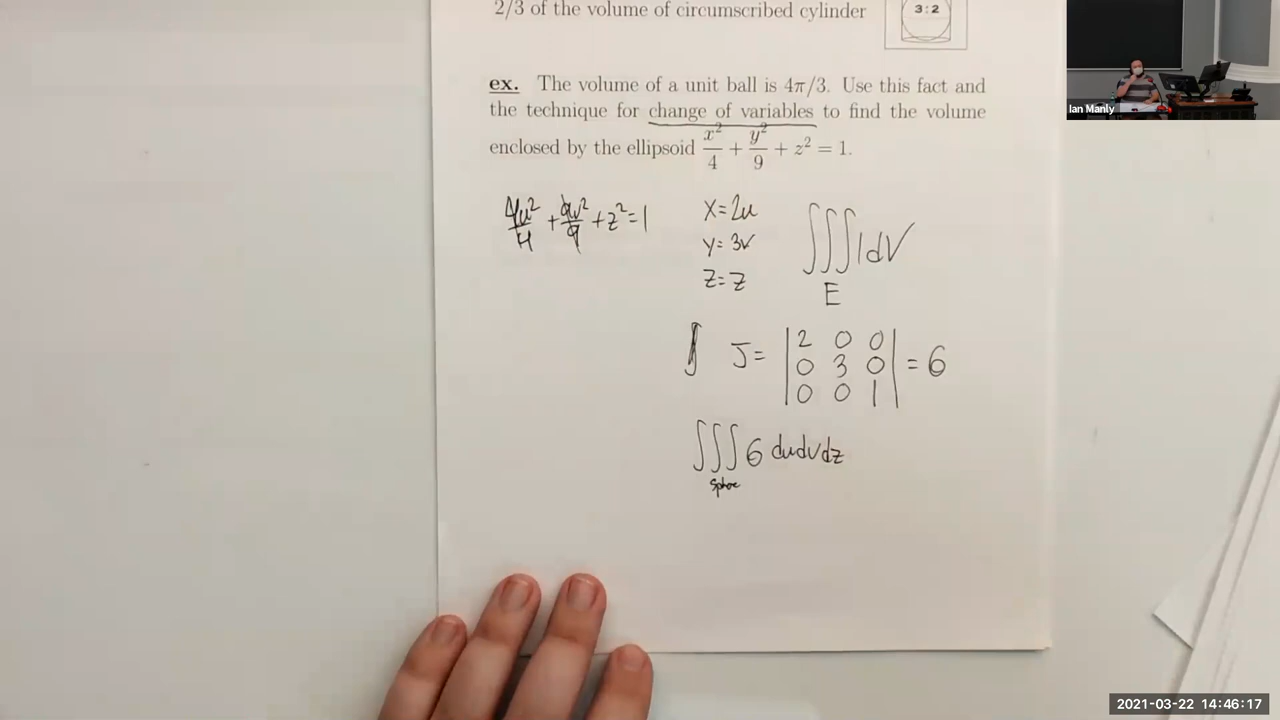 2/3 of the volume of circumscribed cylinder
3 : 2
ex. The volume of a unit ball is 4π/3. Use this fact and
the technique for change of variables to find the volume
enclosed by the ellipsoid x²/4 + y²/9 + z² = 1.
4u²/4 + 9v²/9 + z² = 1
x = 2u
y = 3v
z = z
∭ 1 dV
E
J = |2 0 0
0 3 0
0 0 1| = 6
∭ 6 du dv dz
sphere
Ian Manly
2021-03-22 14:46:17